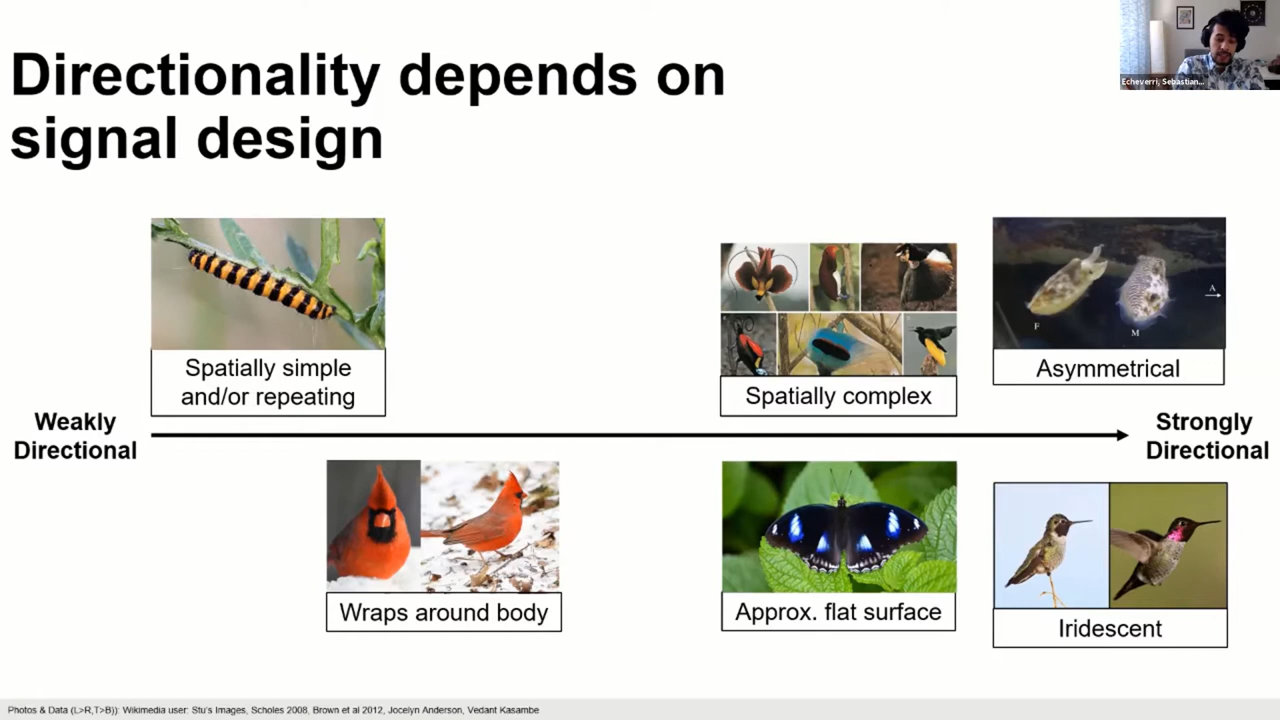 Directionality depends on
signal design
Echeverri, Sebastian...
Spatially simple
and/or repeating
Spatially complex
F
M
A
Asymmetrical
Weakly
Directional
Strongly
Directional
Wraps around body
Approx. flat surface
Iridescent
Photos & Data (L>R,T>B)): Wikimedia user: Stu's Images, Scholes 2008, Brown et al 2012, Jocelyn Anderson, Vedant Kasambe